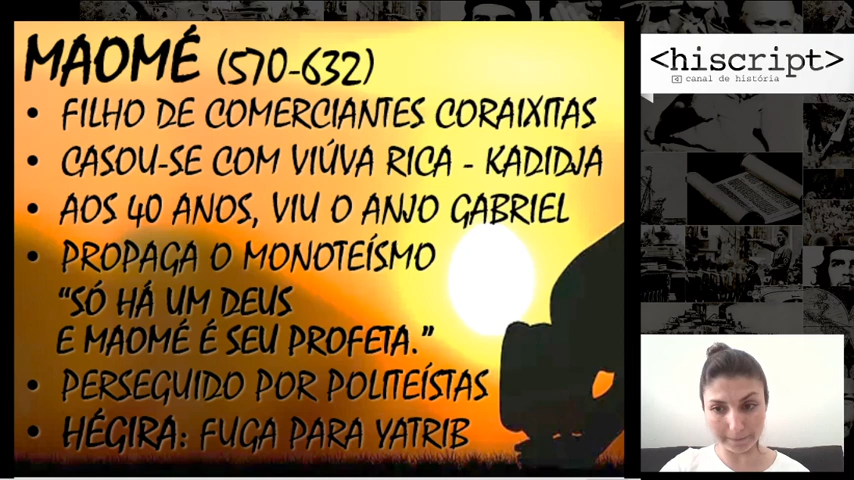 MAOMÉ (570-632)
• FILHO DE COMERCIANTES CORAIXITAS
• CASOU-SE COM VIÚVA RICA - KADIDJA
• AOS 40 ANOS, VIU O ANJO GABRIEL
• PROPAGA O MONOTEÍSMO
“SÓ HÁ UM DEUS
E MAOMÉ É SEU PROFETA.”
• PERSEGUIDO POR POLITEÍSTAS
• HÉGIRA: FUGA PARA YATRIB
<hiscript>
canal de história